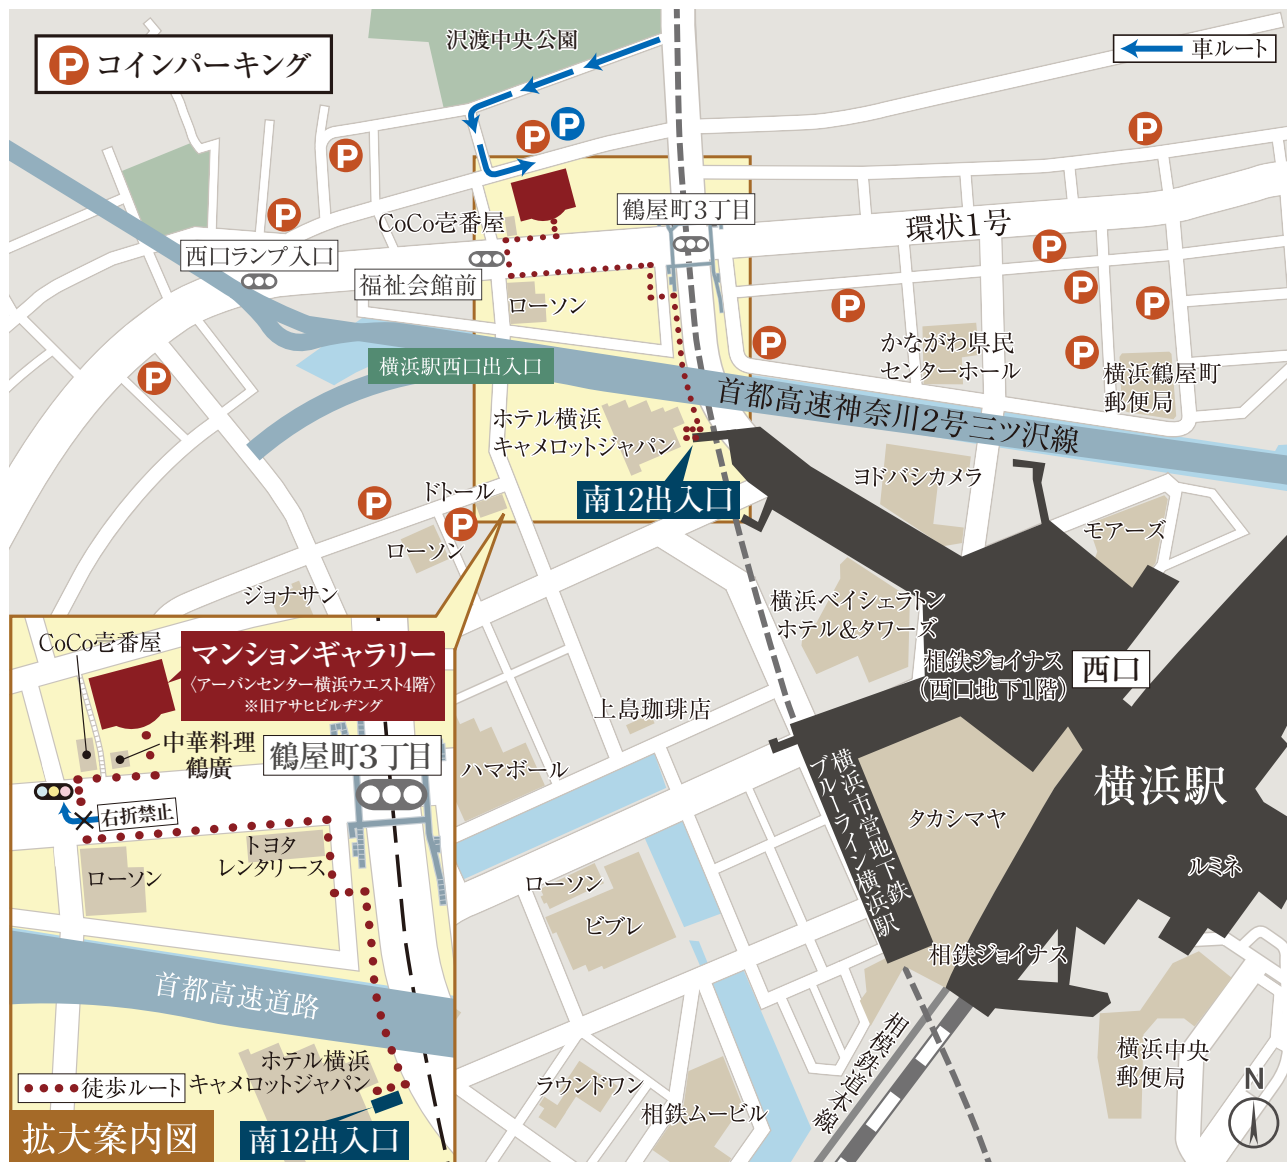 P コインパーキング
沢渡中央公園
車ルート
P
P
P
P
P
P
CoCo壱番屋
鶴屋町3丁目
環状1号
西口ランプ入口
福祉会館前
ローソン
P
P
P
P
P
P
P
かながわ県民
センターホール
横浜鶴屋町
郵便局
横浜駅西口出入口
首都高速神奈川2号三ツ沢線
ホテル横浜
キャメロットジャパン
南12出入口
ヨドバシカメラ
モアーズ
ドトール
P
P
ローソン
ジョナサン
横浜ベイシェラトン
ホテル&タワーズ
相鉄ジョイナス
(西口地下1階)
西口
上島珈琲店
ハマボール
横浜市営地下鉄
ブルーライン横浜駅
タカシマヤ
横浜駅
ルミネ
ローソン
ビブレ
相鉄ジョイナス
相模鉄道本線
ラウンドワン
相鉄ムービル
横浜中央
郵便局
N
CoCo壱番屋
マンションギャラリー
〈アーバンセンター横浜ウエスト4階〉
※旧アサヒビルヂング
中華料理
鶴廣
鶴屋町3丁目
右折禁止
トヨタ
レンタリース
ローソン
首都高速道路
ホテル横浜
キャメロットジャパン
徒歩ルート
南12出入口
拡大案内図